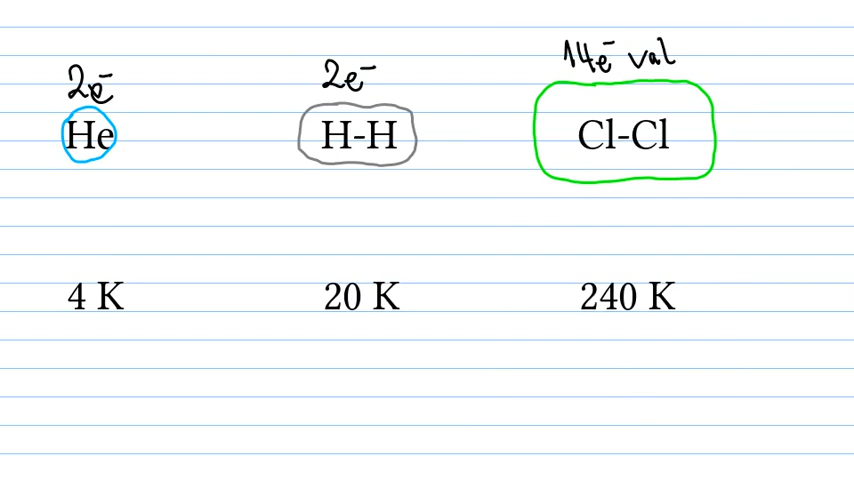 2e⁻ 2e⁻ 14e⁻ val
He H-H Cl-Cl
4 K 20 K 240 K